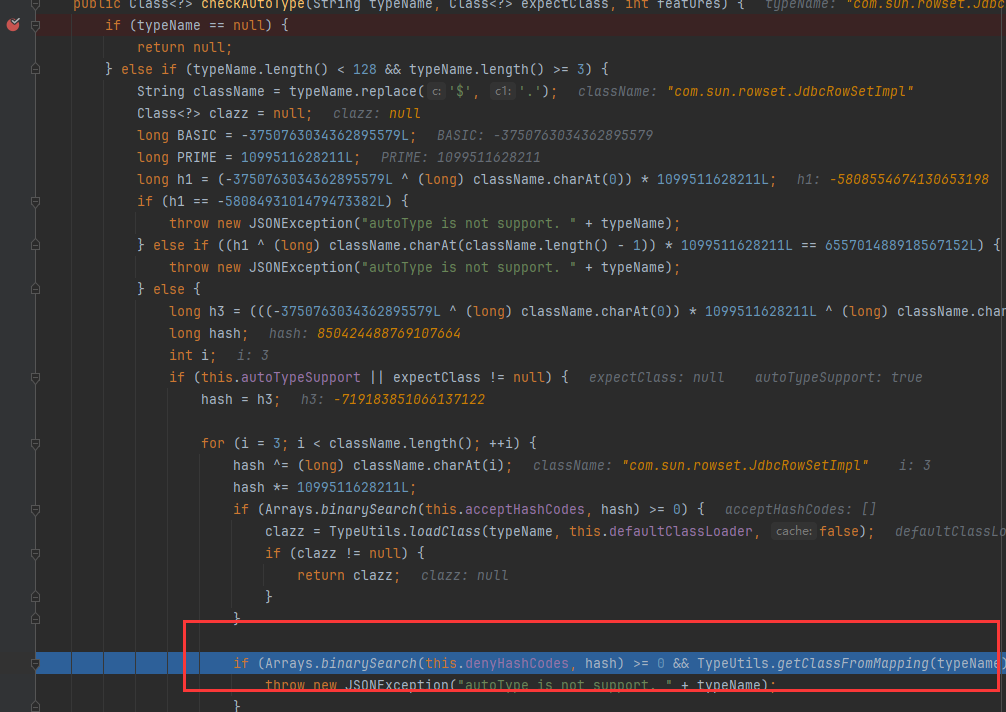 public Class<?> checkAutoType(String typeName, Class<?> expectClass, int features) { typeName: "com.sun.rowset.Jdbc
if (typeName == null) {
return null;
} else if (typeName.length() < 128 && typeName.length() >= 3) {
String className = typeName.replace( c: '$', c1: '.'); className: "com.sun.rowset.JdbcRowSetImpl"
Class<?> clazz = null; clazz: null
long BASIC = -3750763034362895579L; BASIC: -3750763034362895579
long PRIME = 1099511628211L; PRIME: 1099511628211
long h1 = (-3750763034362895579L ^ (long) className.charAt(0)) * 1099511628211L; h1: -5808554674130653198
if (h1 == -5808493101479473382L) {
throw new JSONException("autoType is not support. " + typeName);
} else if ((h1 ^ (long) className.charAt(className.length() - 1)) * 1099511628211L == 655701488918567152L) {
throw new JSONException("autoType is not support. " + typeName);
} else {
long h3 = (((-3750763034362895579L ^ (long) className.charAt(0)) * 1099511628211L ^ (long) className.char
long hash; hash: 850424488769107664
int i; i: 3
if (this.autoTypeSupport || expectClass != null) { expectClass: null autoTypeSupport: true
hash = h3; h3: -719183851066137122
for (i = 3; i < className.length(); ++i) {
hash ^= (long) className.charAt(i); className: "com.sun.rowset.JdbcRowSetImpl" i: 3
hash *= 1099511628211L;
if (Arrays.binarySearch(this.acceptHashCodes, hash) >= 0) { acceptHashCodes: []
clazz = TypeUtils.loadClass(typeName, this.defaultClassLoader, cache: false); defaultClassLo
if (clazz != null) {
return clazz; clazz: null
}
}
if (Arrays.binarySearch(this.denyHashCodes, hash) >= 0 && TypeUtils.getClassFromMapping(typeName)
throw new JSONException("autoType is not support. " + typeName);
}